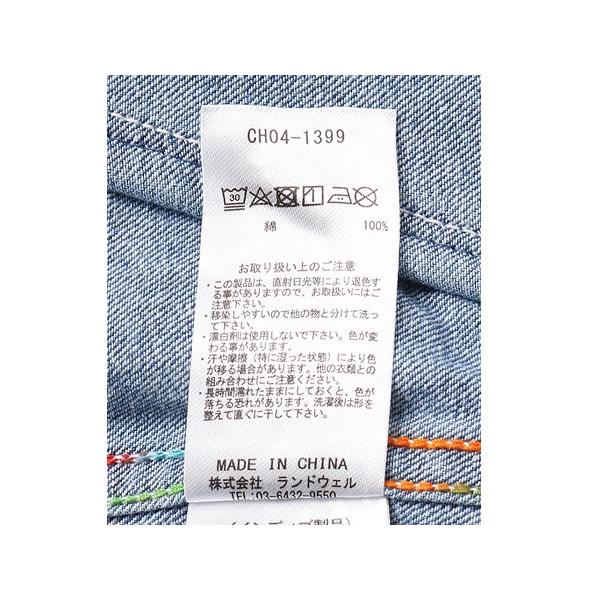 CH04-1399
30
綿 100%
お取り扱い上のご注意
・この製品は、直射日光等により退色す
る事がありますので、お取扱いにはご
注意下さい。
・移染しやすいので他の物と分けて洗っ
て下さい。
・漂白剤は使用しないで下さい。色が変
わる事があります。
・汗や摩擦（特に湿った状態）により色
が移る場合があります。他の衣類との
組み合わせにご注意ください。
・長時間濡れたままにしておくと、色が
落ちる恐れがあります。洗濯後は形を
整えて直ぐに干して下さい。
MADE IN CHINA
株式会社 ランドウェル
TEL:03-6432-9550